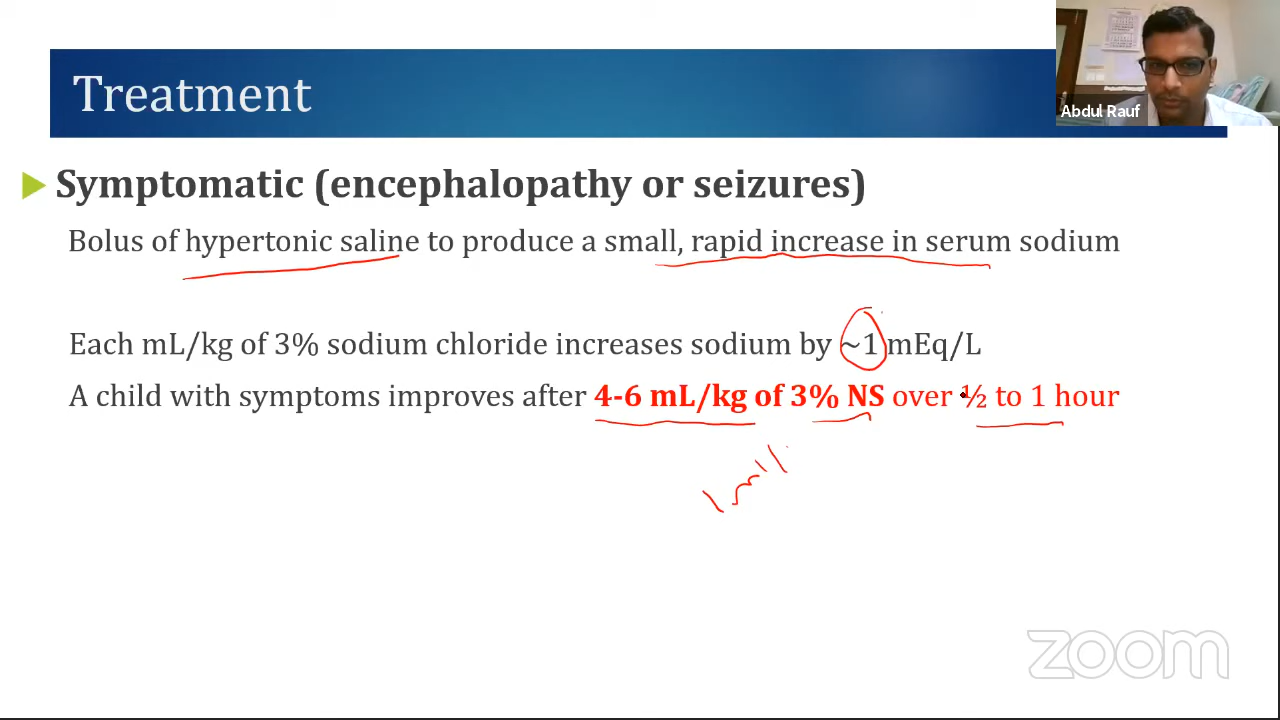 Treatment
Abdul Rauf
Symptomatic (encephalopathy or seizures)
Bolus of hypertonic saline to produce a small, rapid increase in serum sodium
Each mL/kg of 3% sodium chloride increases sodium by ~1 mEq/L
A child with symptoms improves after 4-6 mL/kg of 3% NS over ½ to 1 hour
zoom